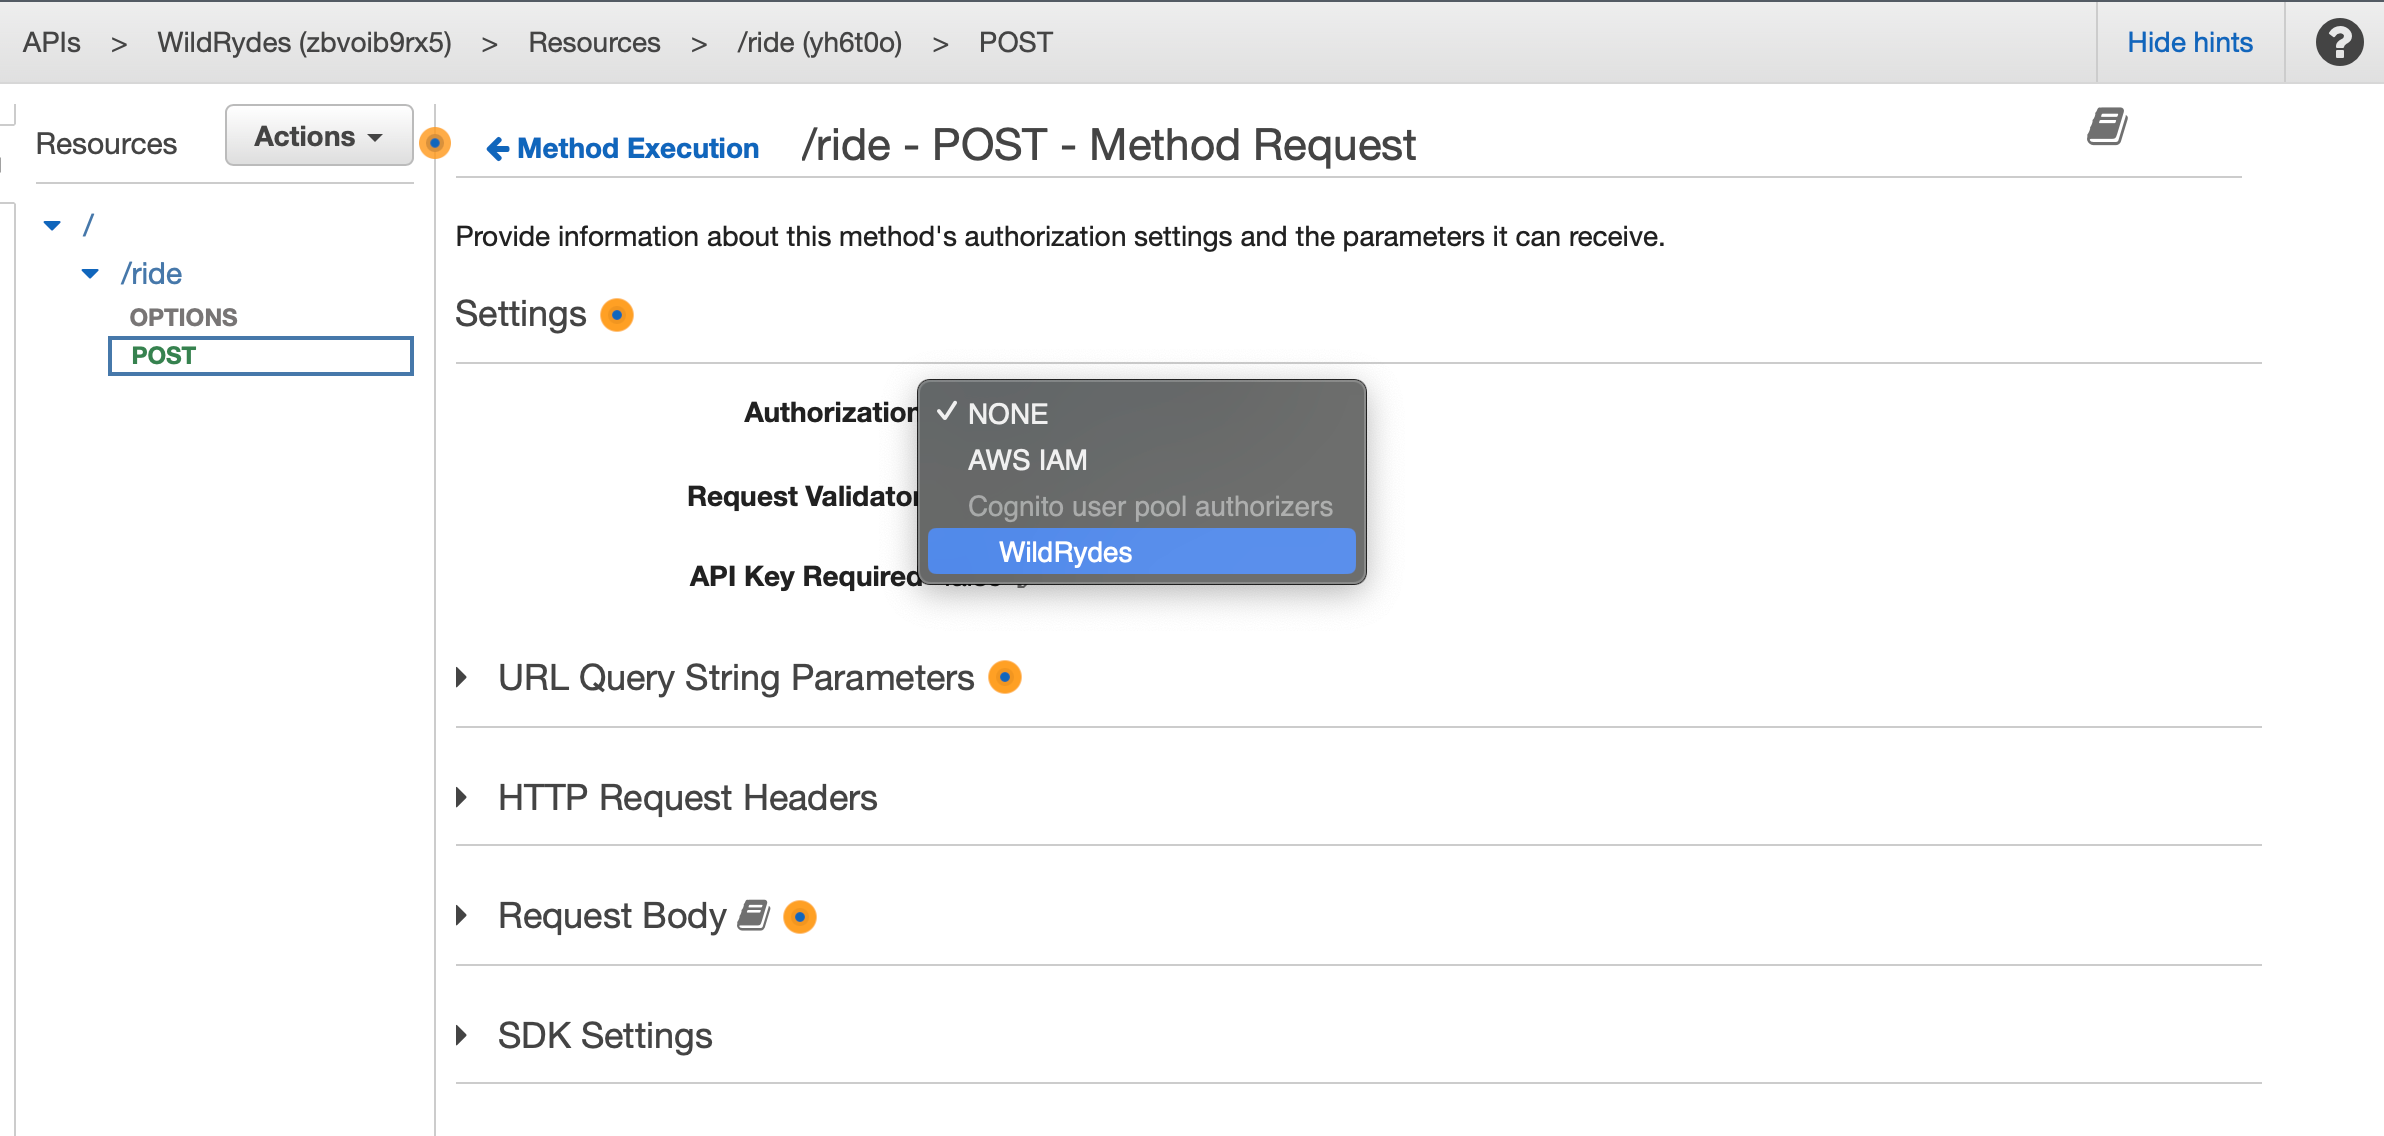 APIs > WildRydes (zbvoib9rx5) > Resources > /ride (yh6t0o) > POST Hide hints ?
Resources Actions
Method Execution /ride - POST - Method Request
/
/ride
OPTIONS
POST
Provide information about this method's authorization settings and the parameters it can receive.
Settings
Authorization NONE
AWS IAM
Request Validator Cognito user pool authorizers
WildRydes
API Key Required
URL Query String Parameters
HTTP Request Headers
Request Body
SDK Settings